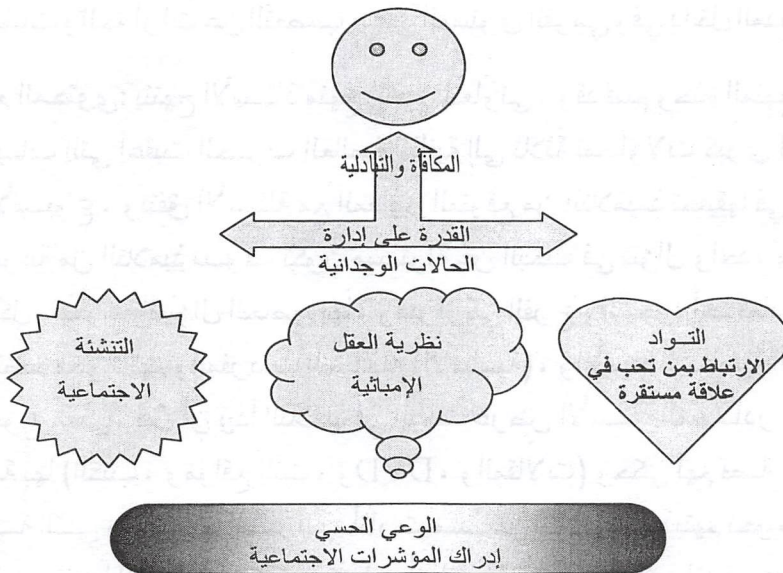 المكافأة والتبادلية
القدرة على إدارة
الحالات الوجدانية
التـواد
الارتباط بمن تحب في
علاقة مستقرة
نظرية العقل
الإمباثية
التنشئة
الاجتماعية
الوعي الحسي
إدراك المؤشرات الاجتماعية